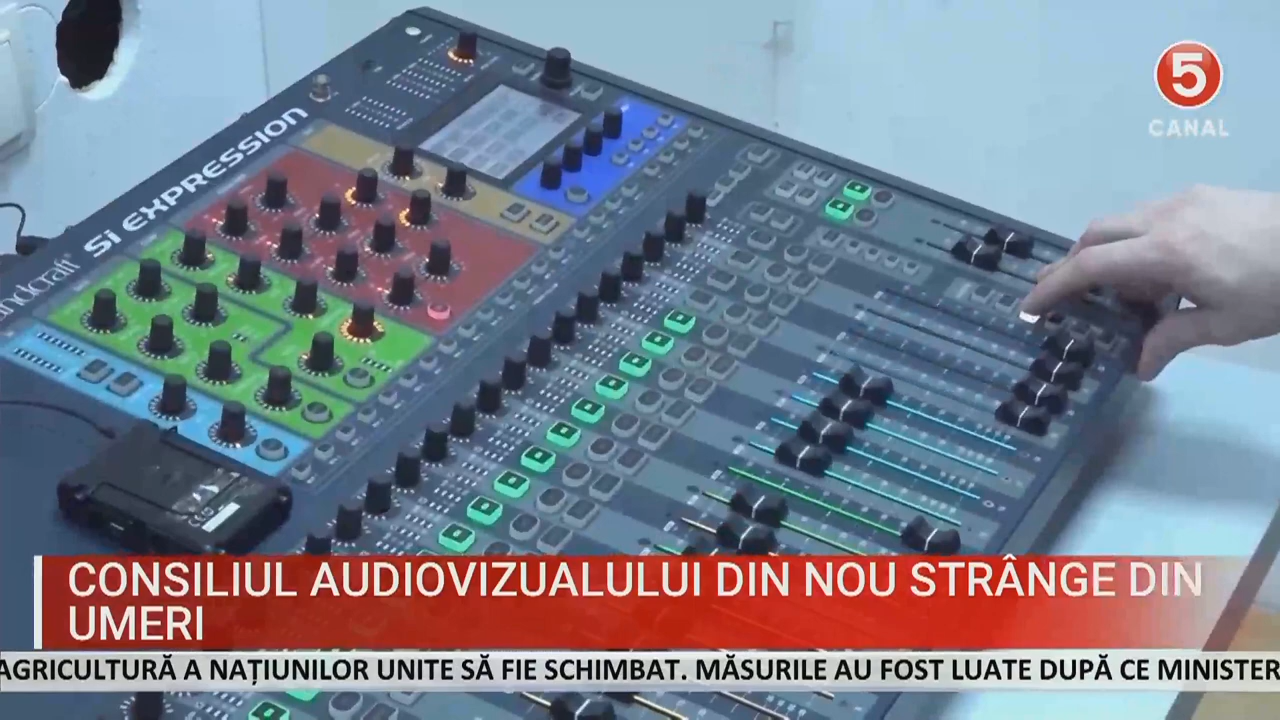 5
CANAL
Si EXPRESSION
CONSILIUL AUDIOVIZUALULUI DIN NOU STRÂNGE DIN
UMERI
AGRICULTURĂ A NAȚIUNILOR UNITE SĂ FIE SCHIMBAT. MĂSURILE AU FOST LUATE DUPĂ CE MINISTER